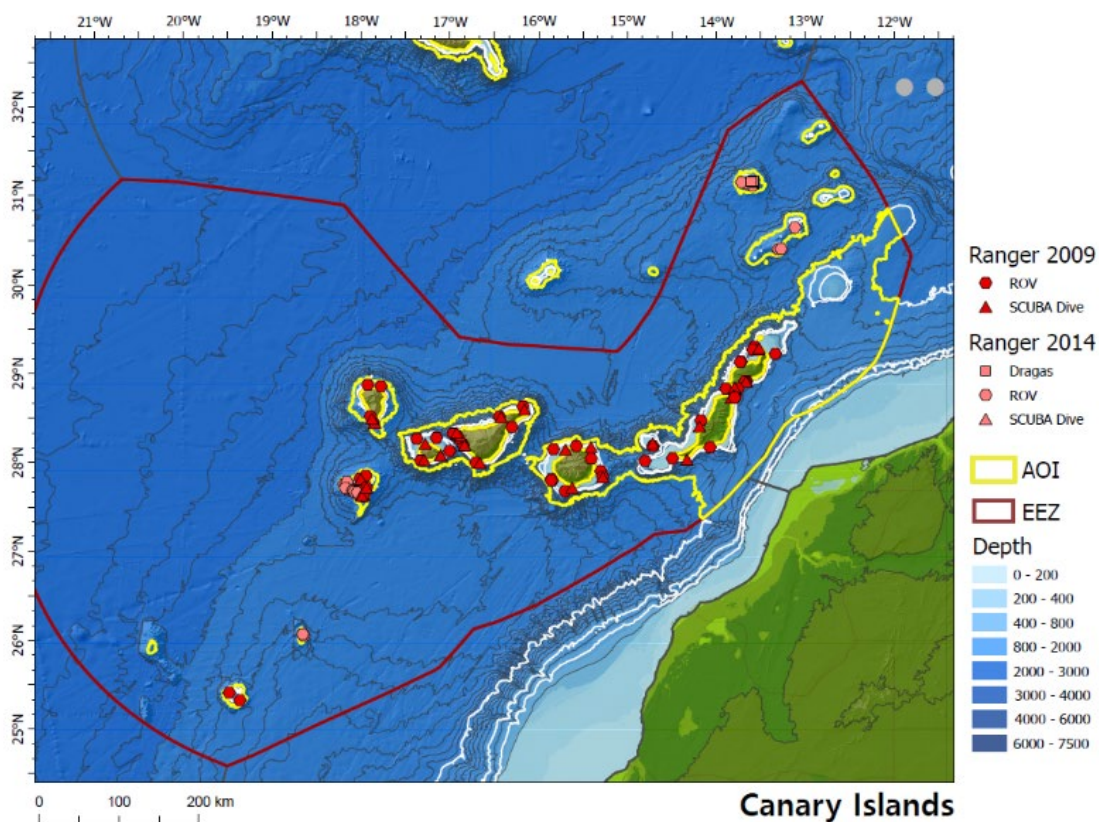 21°W 20°W 19°W 18°W 17°W 16°W 15°W 14°W 13°W 12°W
32°N
31°N
30°N
29°N
28°N
27°N
26°N
25°N
Ranger 2009
ROV
SCUBA Dive
Ranger 2014
Dragas
ROV
SCUBA Dive
AOI
EEZ
Depth
0 - 200
200 - 400
400 - 800
800 - 2000
2000 - 3000
3000 - 4000
4000 - 6000
6000 - 7500
0 100 200 km
Canary Islands